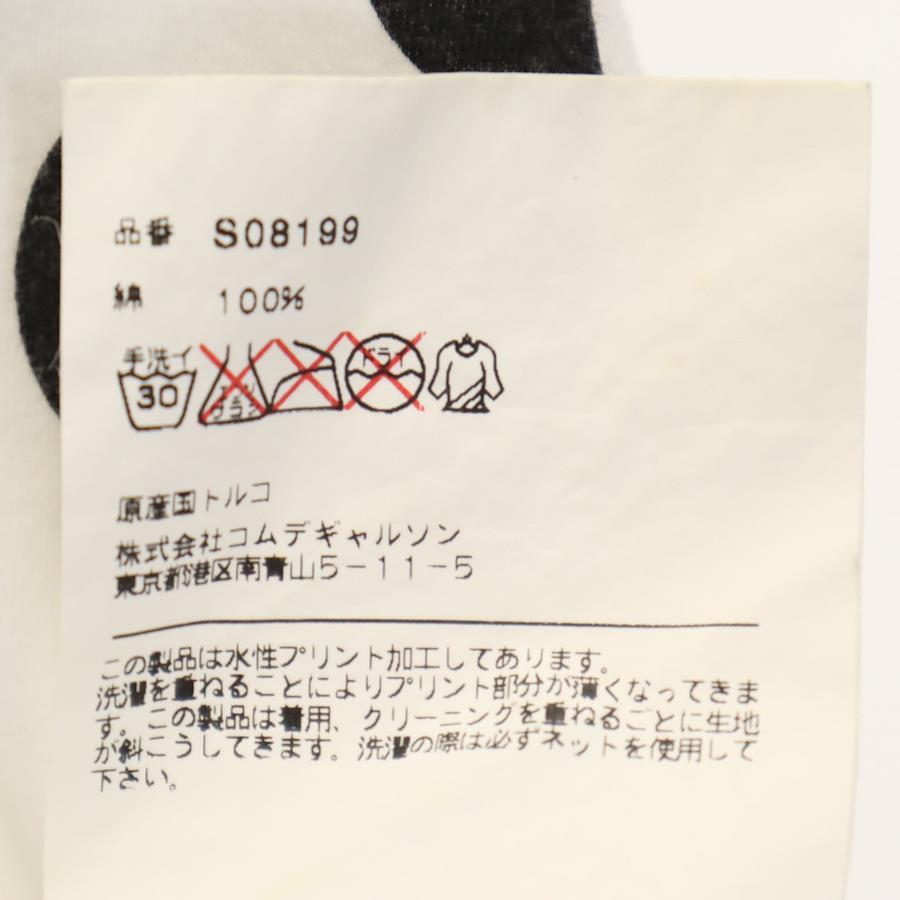 品番 S08199
綿 100%
手洗イ
30
エンソ
サラシ
ドライ
原産国トルコ
株式会社コムデギャルソン
東京都港区南青山5-11-5
この製品は水性プリント加工してあります。
洗濯を重ねることによりプリント部分が薄くなってきま
す。この製品は着用、クリーニングを重ねるごとに生地
が斜こうしてきます。洗濯の際は必ずネットを使用して
下さい。